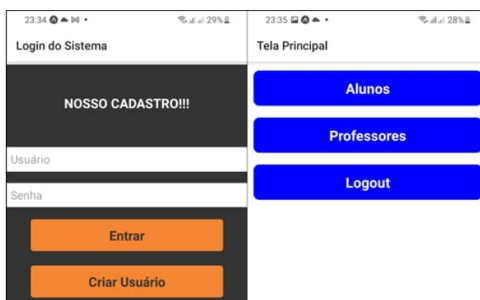 23:34
29%
Login do Sistema
NOSSO CADASTRO!!!
Usuário
Senha
Entrar
Criar Usuário
23:35
28%
Tela Principal
Alunos
Professores
Logout